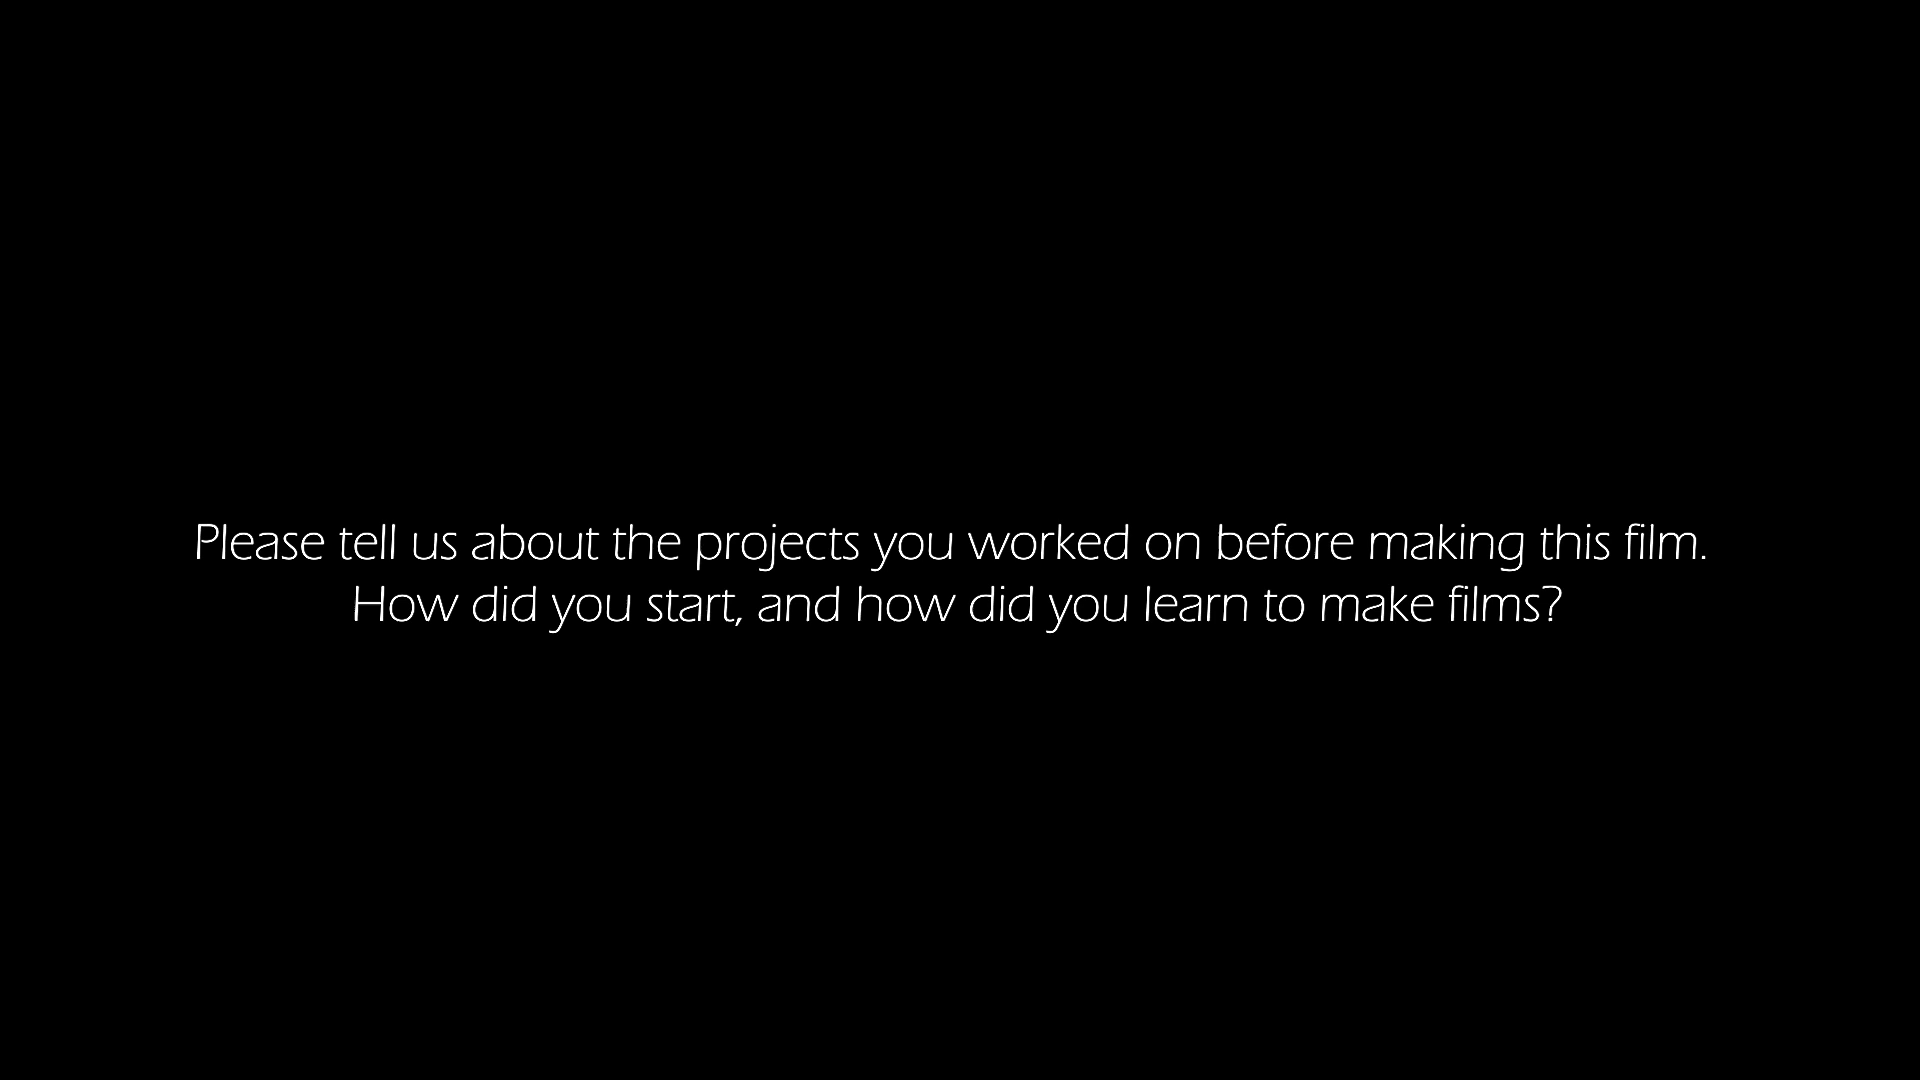 Please tell us about the projects you worked on before making this film.
How did you start, and how did you learn to make films?